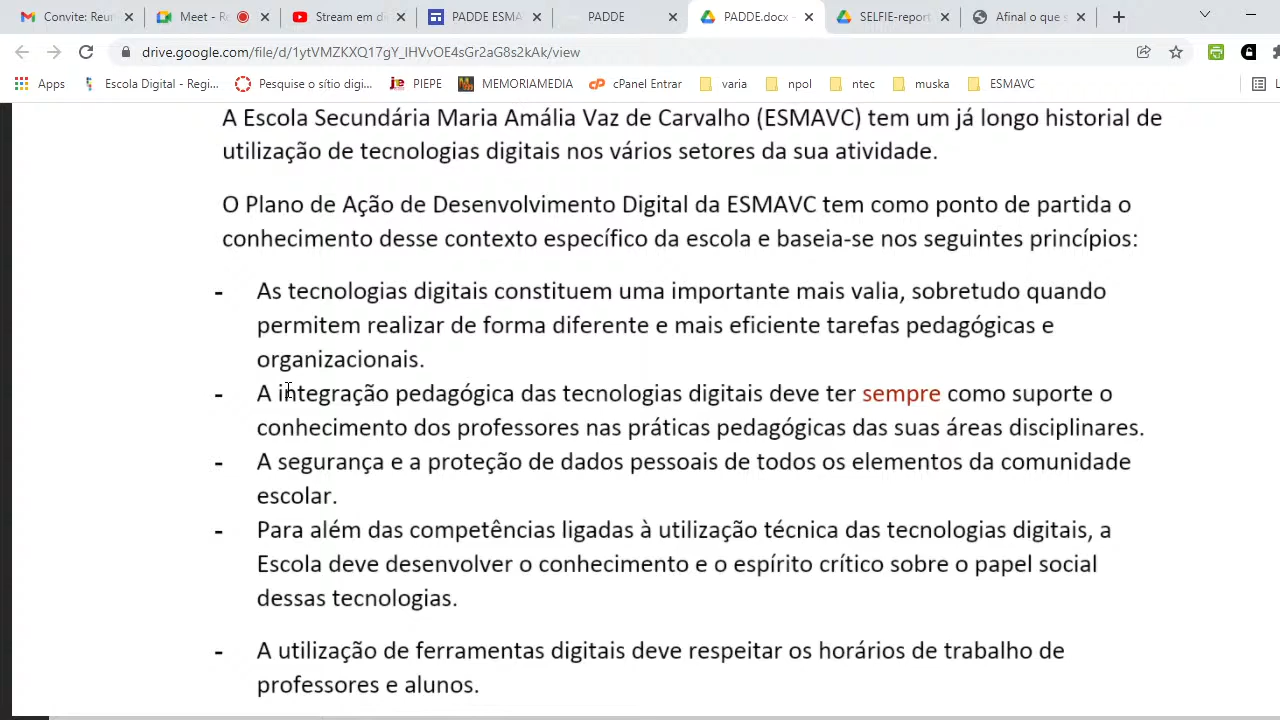 Convite: Reun
Meet - R
Stream em di
PADDE ESMA
PADDE
PADDE.docx -
SELFIE-report
Afinal o que s
drive.google.com/file/d/1ytVMZKXQ17gY_IHVvOE4sGr2aG8s2kAk/view
Apps
Escola Digital - Regi...
Pesquise o sítio digi...
je PIEPE
MEMORIAMEDIA
cP cPanel Entrar
varia
npol
ntec
muska
ESMAVC
A Escola Secundária Maria Amália Vaz de Carvalho (ESMAVC) tem um já longo historial de
utilização de tecnologias digitais nos vários setores da sua atividade.
O Plano de Ação de Desenvolvimento Digital da ESMAVC tem como ponto de partida o
conhecimento desse contexto específico da escola e baseia-se nos seguintes princípios:
- As tecnologias digitais constituem uma importante mais valia, sobretudo quando
permitem realizar de forma diferente e mais eficiente tarefas pedagógicas e
organizacionais.
- A integração pedagógica das tecnologias digitais deve ter sempre como suporte o
conhecimento dos professores nas práticas pedagógicas das suas áreas disciplinares.
- A segurança e a proteção de dados pessoais de todos os elementos da comunidade
escolar.
- Para além das competências ligadas à utilização técnica das tecnologias digitais, a
Escola deve desenvolver o conhecimento e o espírito crítico sobre o papel social
dessas tecnologias.
- A utilização de ferramentas digitais deve respeitar os horários de trabalho de
professores e alunos.